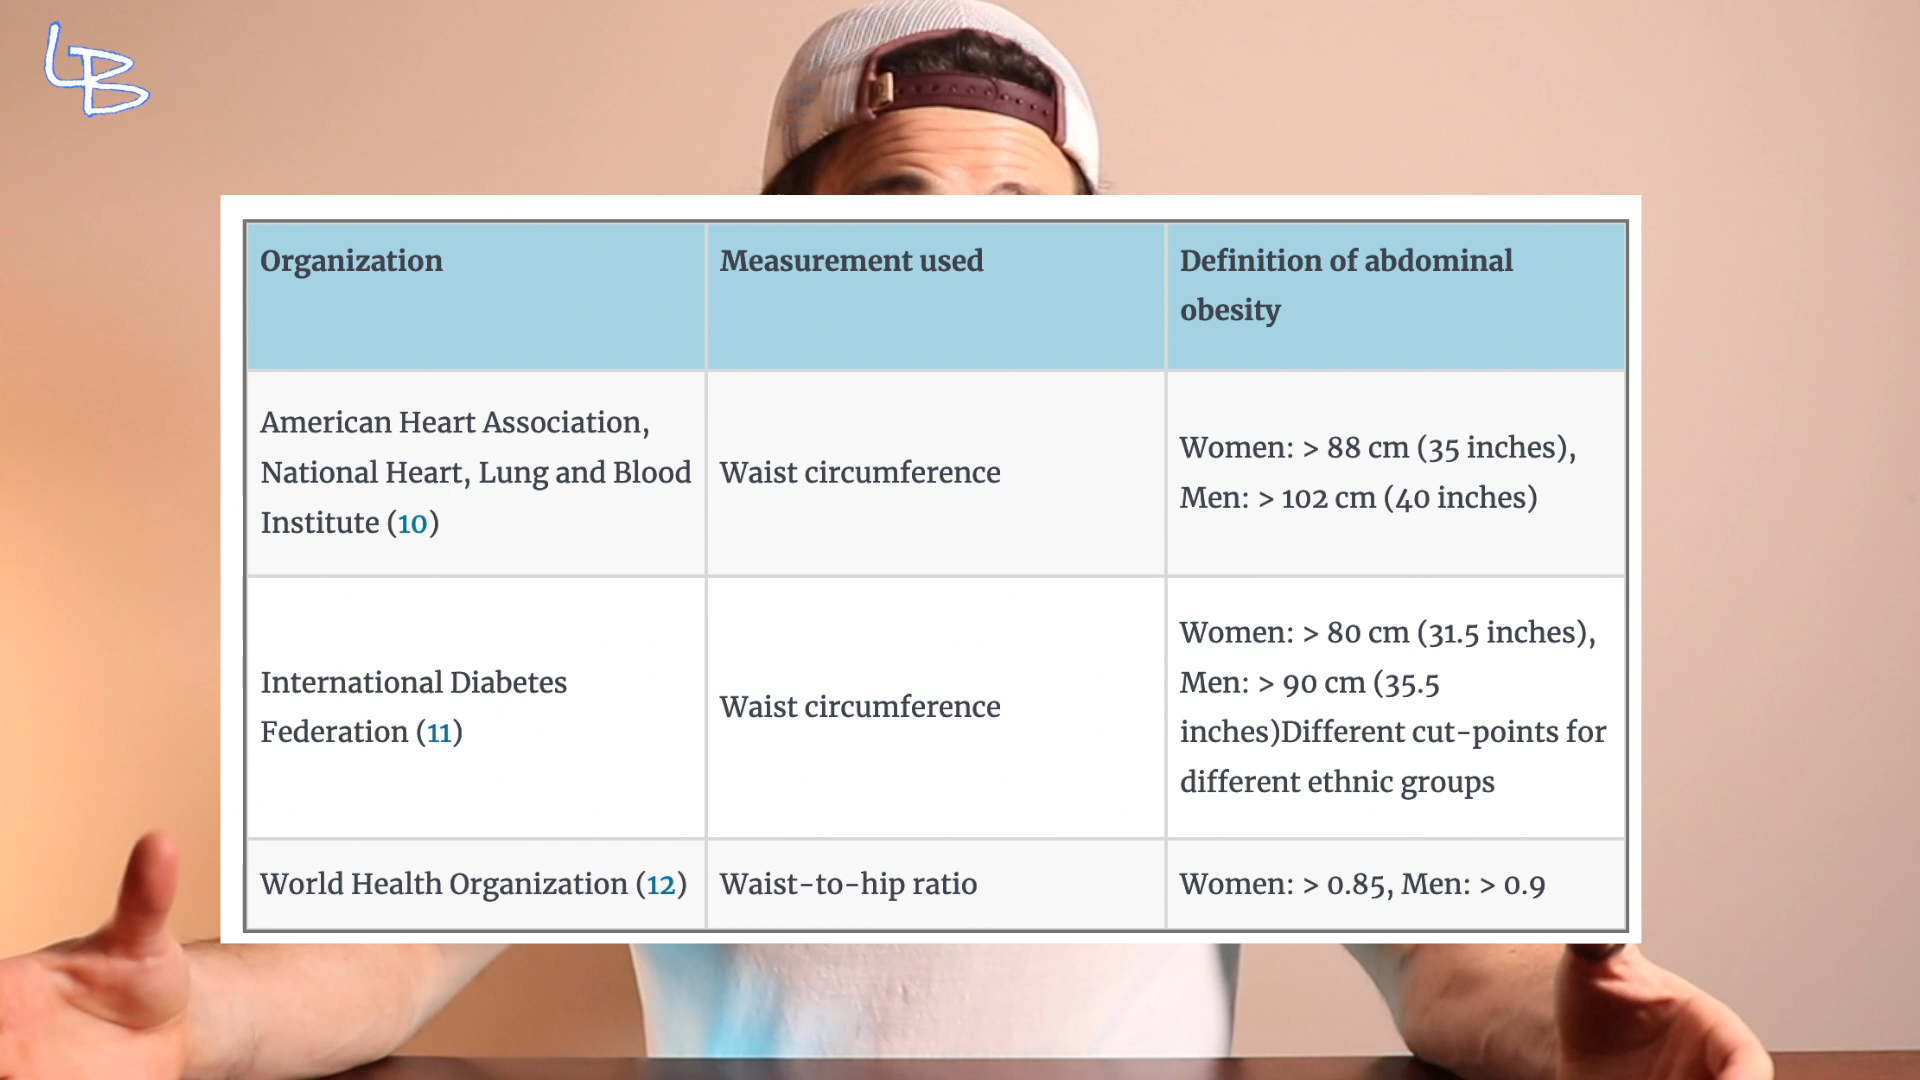 LB
Organization
Measurement used
Definition of abdominal
obesity
American Heart Association,
National Heart, Lung and Blood
Institute (10)
Waist circumference
Women: > 88 cm (35 inches),
Men: > 102 cm (40 inches)
International Diabetes
Federation (11)
Waist circumference
Women: > 80 cm (31.5 inches),
Men: > 90 cm (35.5
inches)Different cut-points for
different ethnic groups
World Health Organization (12)
Waist-to-hip ratio
Women: > 0.85, Men: > 0.9